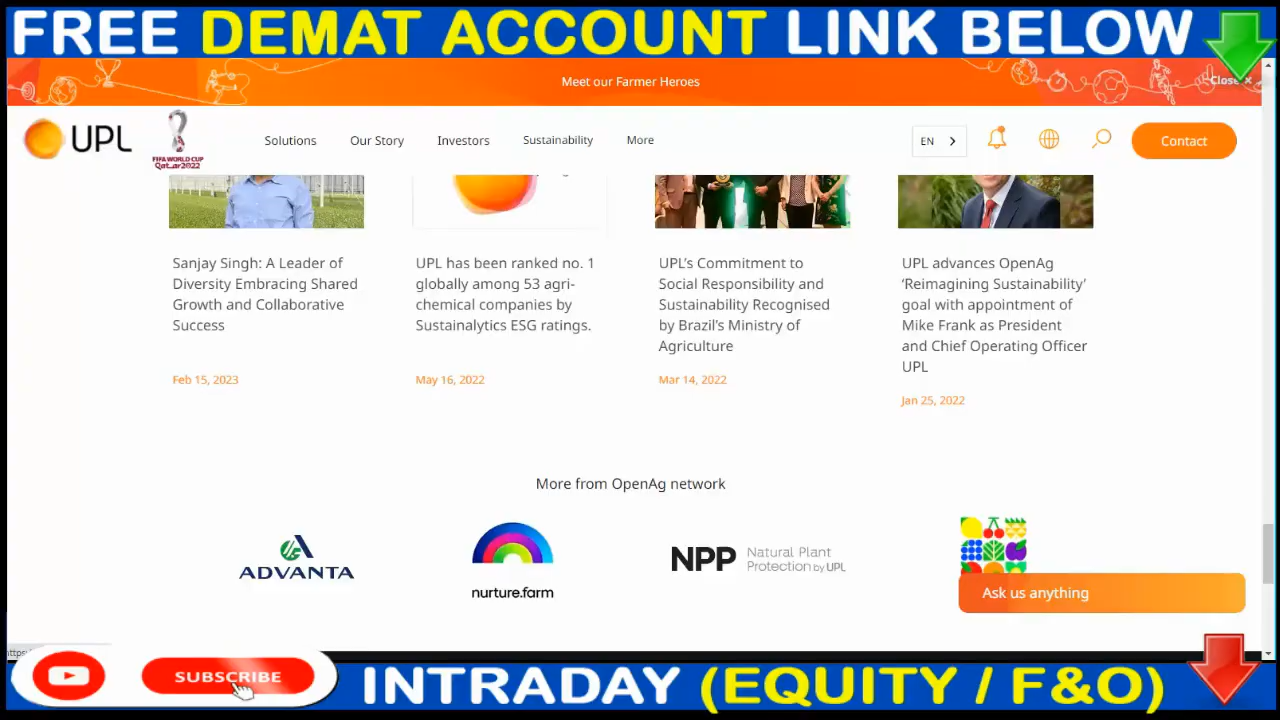 FREE DEMAT ACCOUNT LINK BELOW
Meet our Farmer Heroes
Close ×
UPL
FIFA WORLD CUP
Qatar2022
Solutions
Our Story
Investors
Sustainability
More
EN
Contact
Sanjay Singh: A Leader of
Diversity Embracing Shared
Growth and Collaborative
Success
Feb 15, 2023
UPL has been ranked no. 1
globally among 53 agri-
chemical companies by
Sustainalytics ESG ratings.
May 16, 2022
UPL’s Commitment to
Social Responsibility and
Sustainability Recognised
by Brazil’s Ministry of
Agriculture
Mar 14, 2022
UPL advances OpenAg
‘Reimagining Sustainability’
goal with appointment of
Mike Frank as President
and Chief Operating Officer
UPL
Jan 25, 2022
More from OpenAg network
ADVANTA
nurture.farm
NPP Natural Plant
Protection by UPL
Ask us anything
SUBSCRIBE
INTRADAY (EQUITY / F&O)